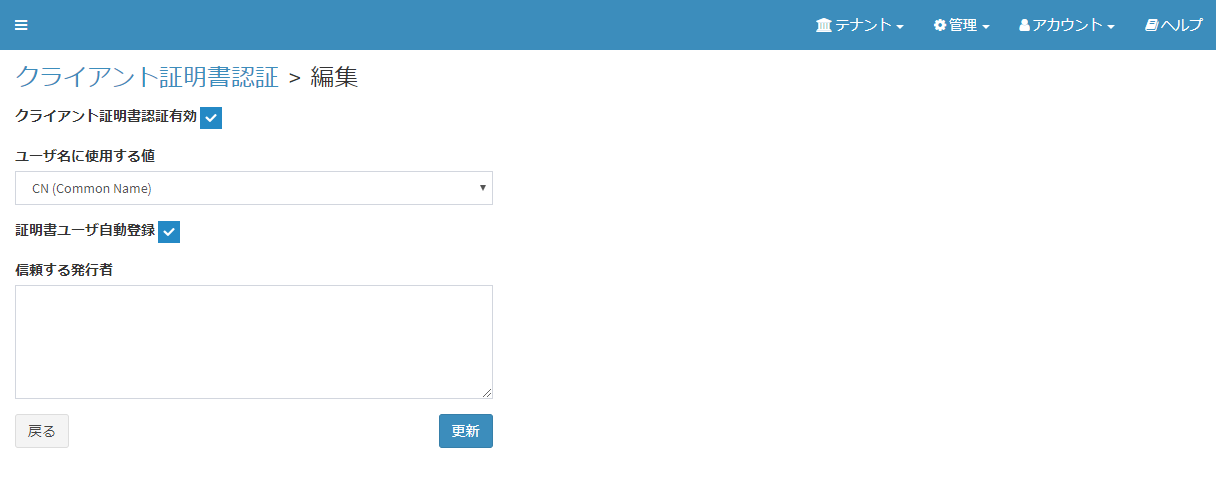 テナント 管理 アカウント ヘルプ
クライアント証明書認証 > 編集
クライアント証明書認証有効
ユーザ名に使用する値
CN (Common Name)
証明書ユーザ自動登録
信頼する発行者
戻る 更新